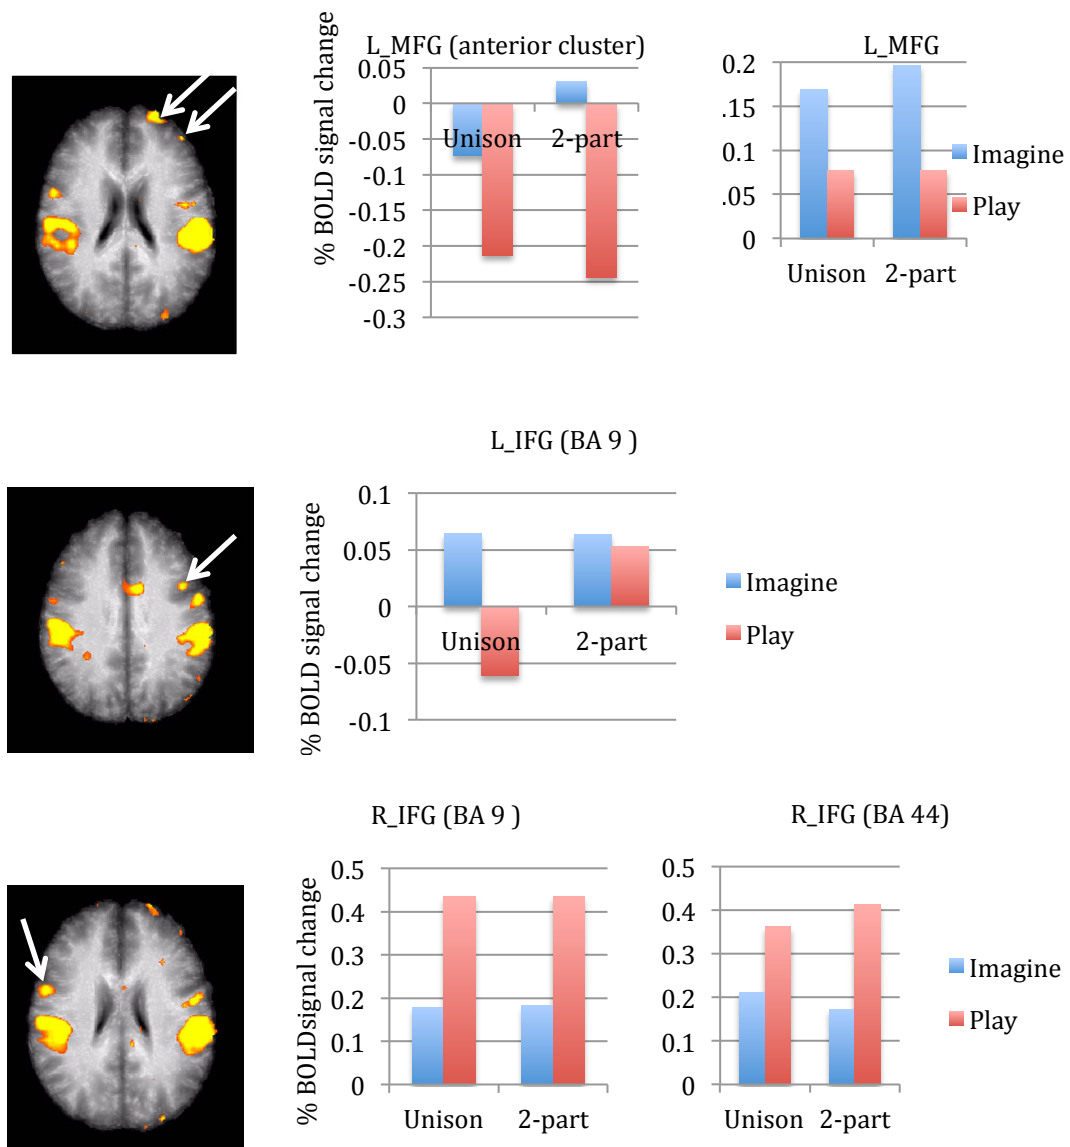 L_MFG (anterior cluster)
% BOLD signal change
0.05
0
-0.05
-0.1
-0.15
-0.2
-0.25
-0.3
Unison 2-part
L_MFG
0.2
.15
0.1
.05
0
Unison 2-part
Imagine
Play
L_IFG (BA 9 )
% BOLD signal change
0.1
0.05
0
-0.05
-0.1
Unison 2-part
Imagine
Play
R_IFG (BA 9 )
% BOLDsignal change
0.5
0.4
0.3
0.2
0.1
0
Unison 2-part
R_IFG (BA 44)
0.5
0.4
0.3
0.2
0.1
0
Unison 2-part
Imagine
Play